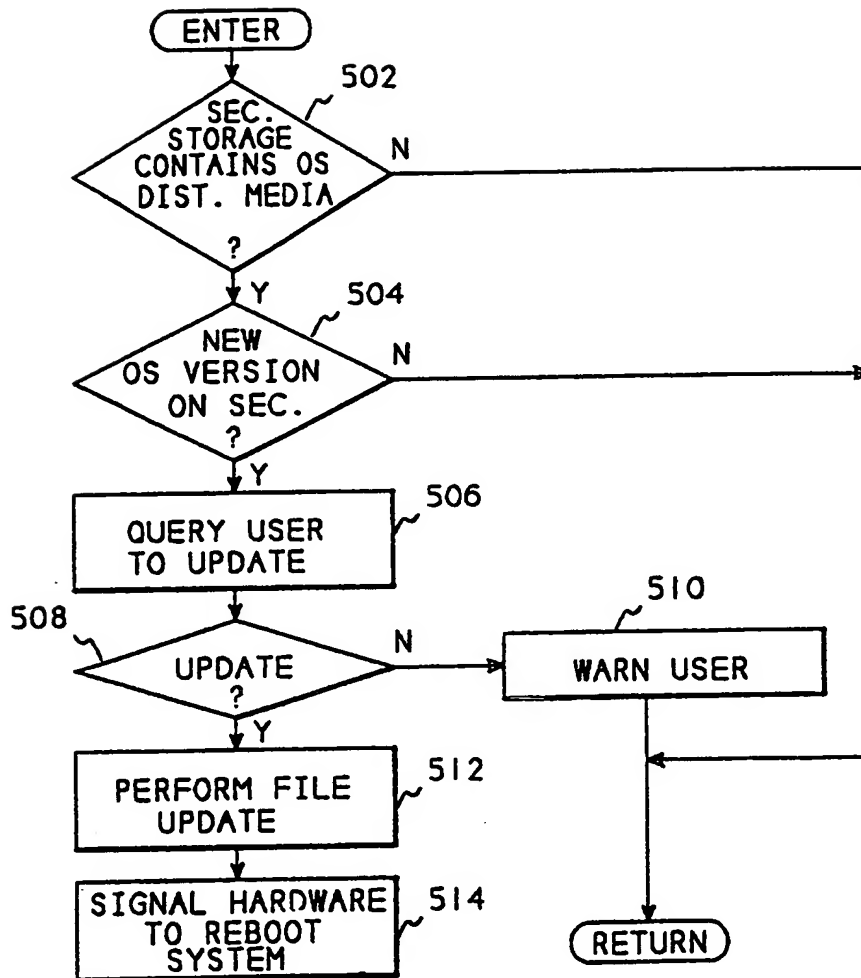 ENTER
502
SEC.
STORAGE
CONTAINS OS
DIST. MEDIA
?
N
Y
504
NEW
OS VERSION
ON SEC.
?
N
Y
506
QUERY USER
TO UPDATE
508
UPDATE
?
N
510
WARN USER
Y
512
PERFORM FILE
UPDATE
514
SIGNAL HARDWARE
TO REBOOT
SYSTEM
RETURN